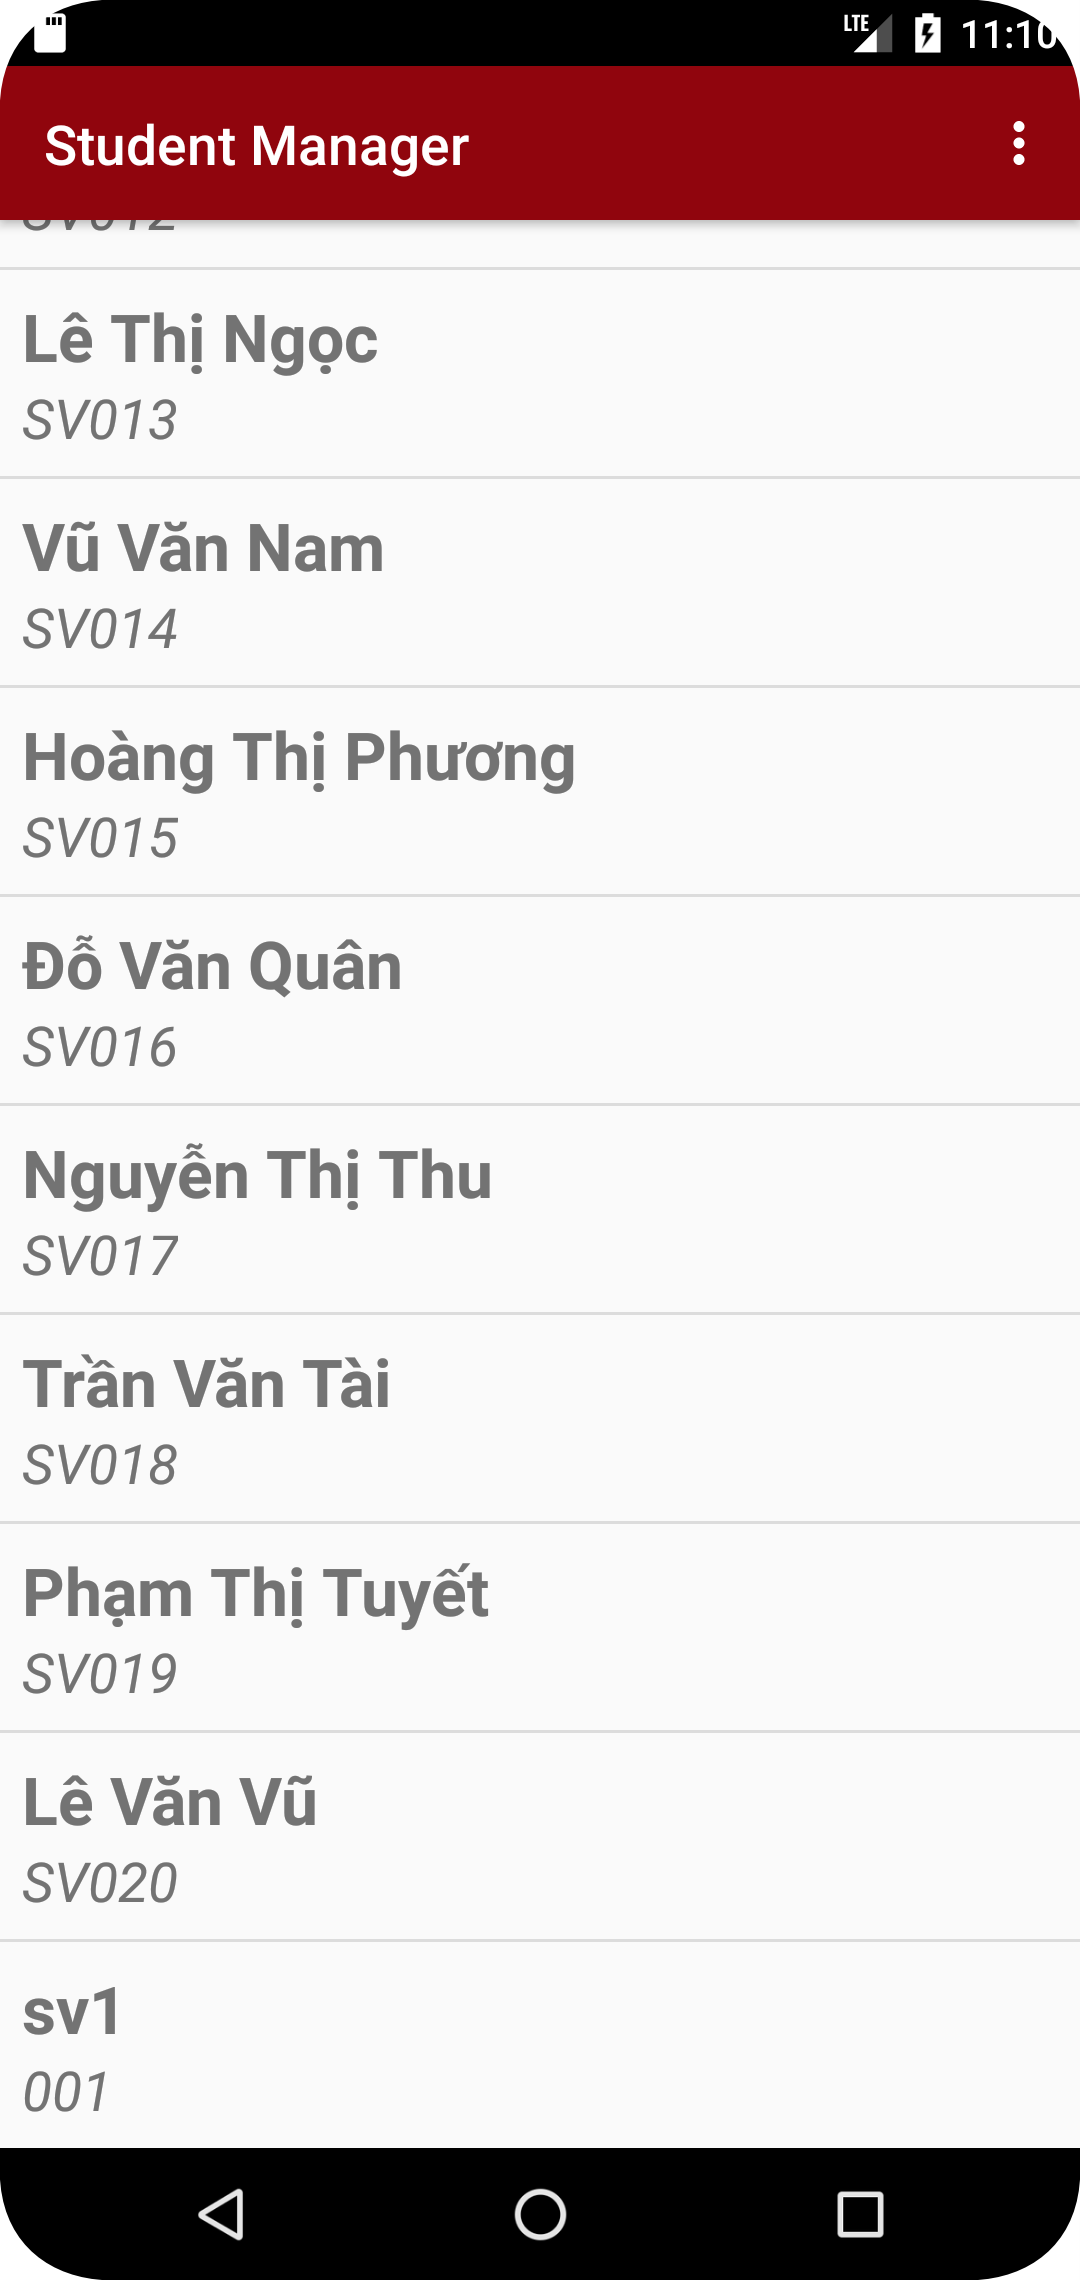 LTE 11:10
Student Manager
SV012
Lê Thị Ngọc
SV013
Vũ Văn Nam
SV014
Hoàng Thị Phương
SV015
Đỗ Văn Quân
SV016
Nguyễn Thị Thu
SV017
Trần Văn Tài
SV018
Phạm Thị Tuyết
SV019
Lê Văn Vũ
SV020
sv1
001